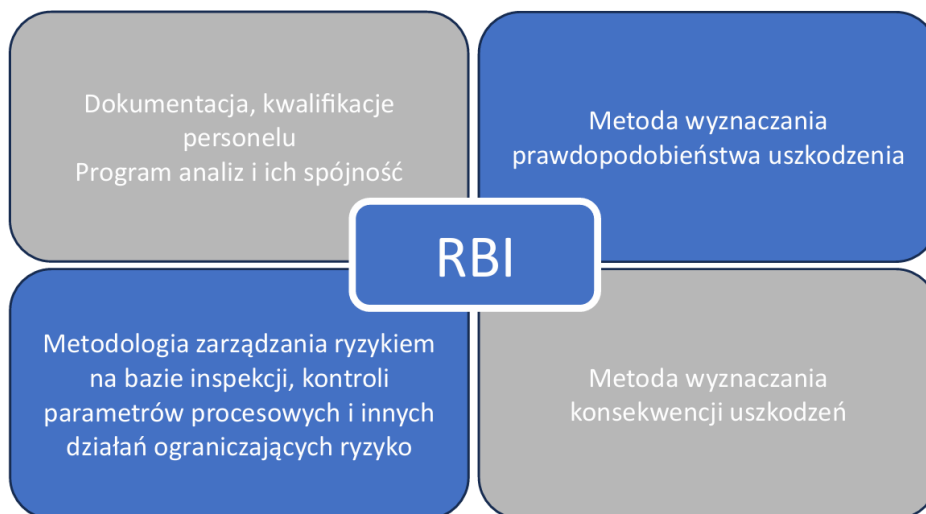 Dokumentacja, kwalifikacje
personelu
Program analiz i ich spójność
Metoda wyznaczania
prawdopodobieństwa uszkodzenia
RBI
Metodologia zarządzania ryzykiem
na bazie inspekcji, kontroli
parametrów procesowych i innych
działań ograniczających ryzyko
Metoda wyznaczania
konsekwencji uszkodzeń